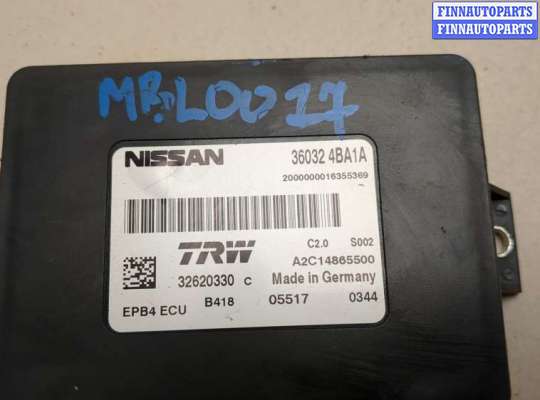 FINNAUTOPARTS
FINNAUTOPARTS
MR.LOO17
NISSAN 36032 4BA1A
2000000016355369
TRW C2.0 S002
A2C14865500
32620330 C Made in Germany
EPB4 ECU B418 05517 0344